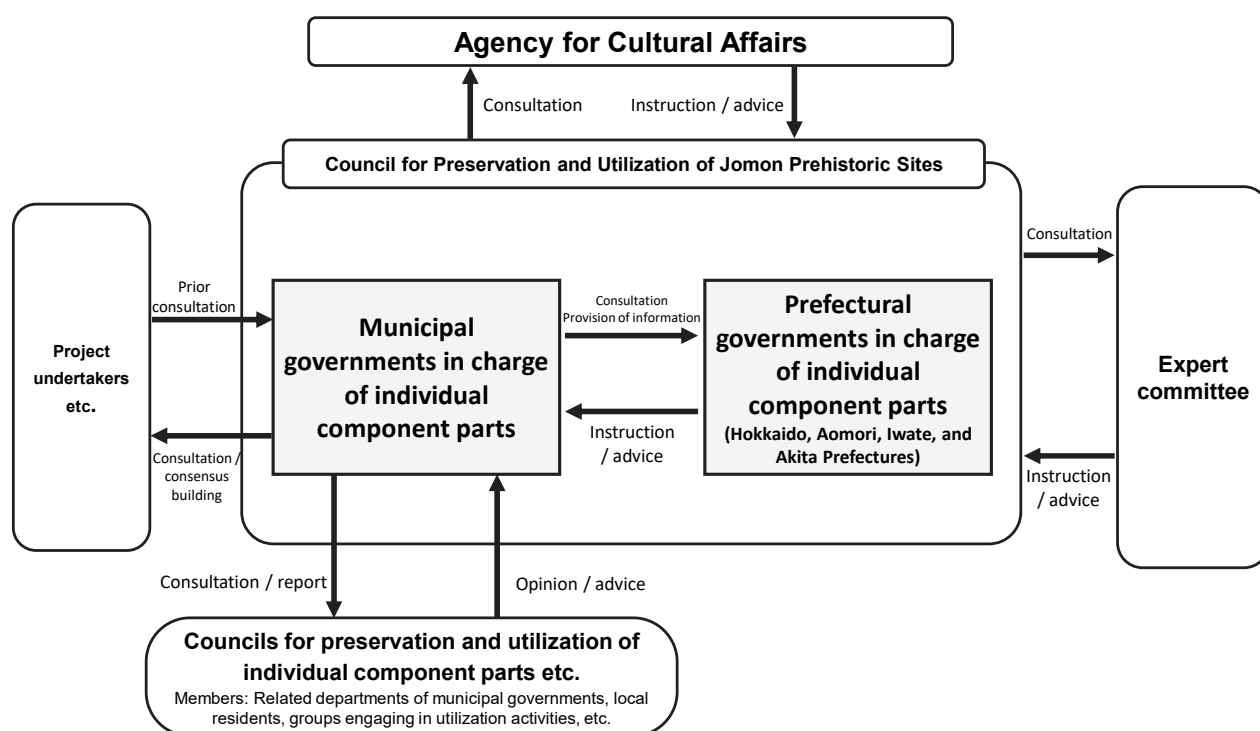 Agency for Cultural Affairs
Consultation
Instruction / advice
Council for Preservation and Utilization of Jomon Prehistoric Sites
Project
undertakers
etc.
Prior
consultation
Consultation /
consensus
building
Municipal
governments in charge
of individual
component parts
Consultation
Provision of information
Instruction
/ advice
Prefectural
governments in charge
of individual
component parts
(Hokkaido, Aomori, Iwate, and
Akita Prefectures)
Consultation
Instruction
/ advice
Expert
committee
Consultation / report
Opinion / advice
Councils for preservation and utilization of
individual component parts etc.
Members: Related departments of municipal governments, local
residents, groups engaging in utilization activities, etc.